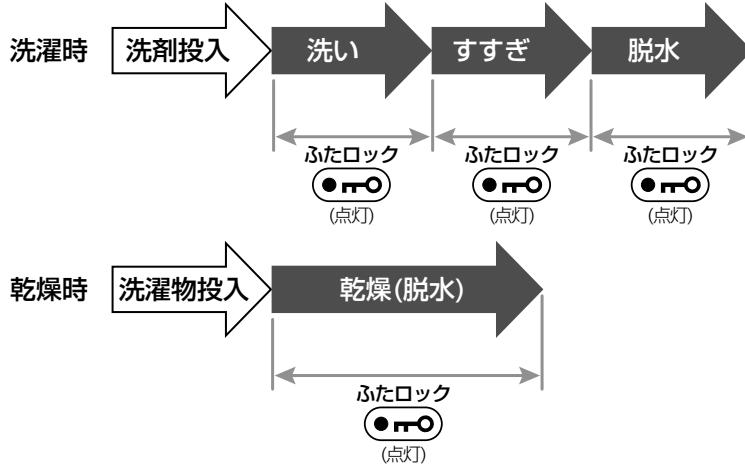 洗濯時 洗剤投入 洗い すすぎ 脱水
ふたロック ふたロック ふたロック
(点灯) (点灯) (点灯)
乾燥時 洗濯物投入 乾燥(脱水)
ふたロック
(点灯)